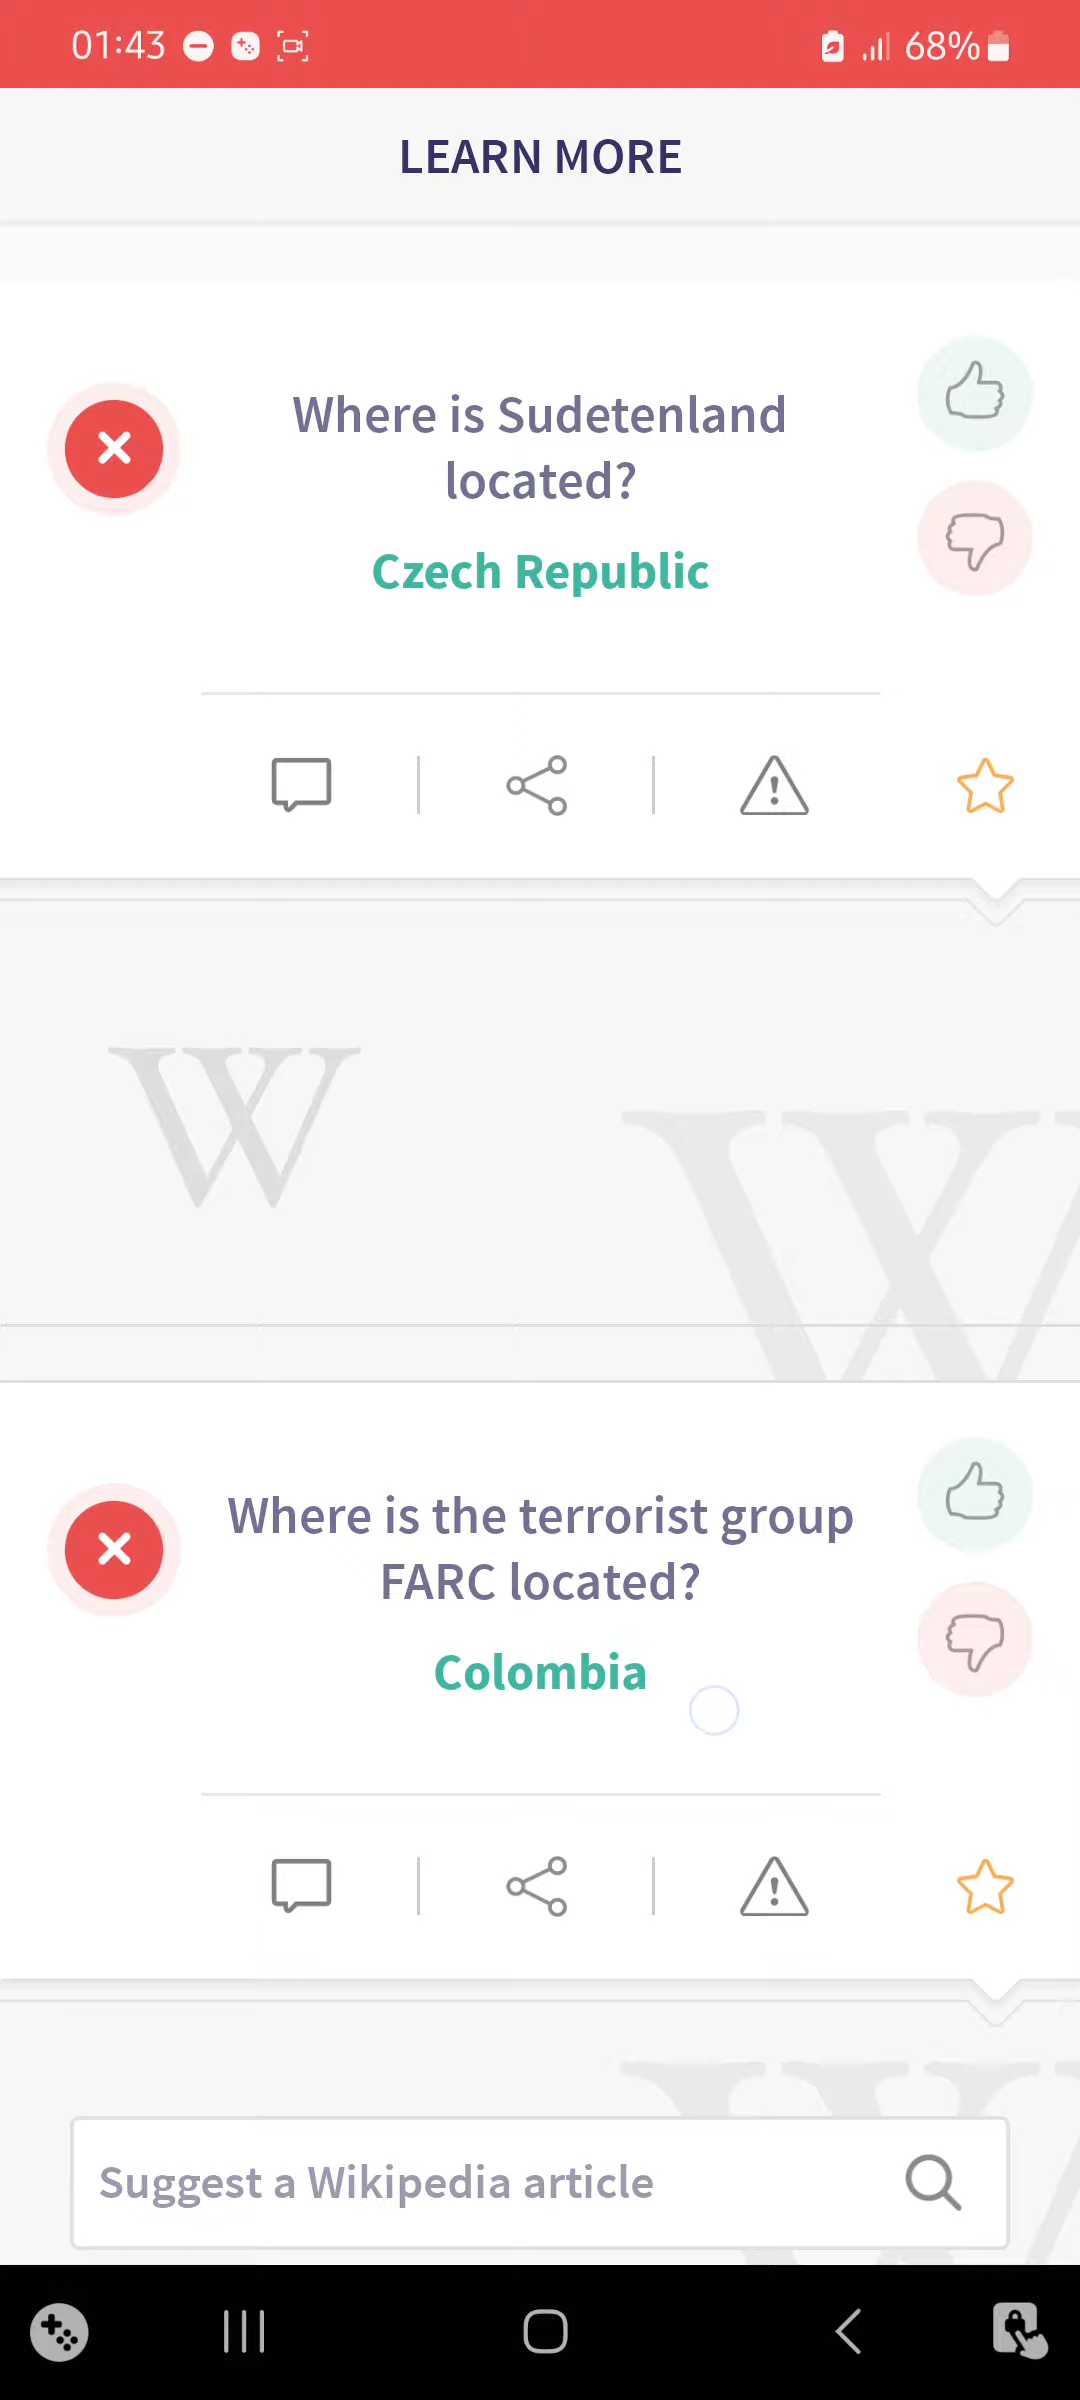 01:43
68%
LEARN MORE
Where is Sudetenland
located?
Czech Republic
W
W
Where is the terrorist group
FARC located?
Colombia
Suggest a Wikipedia article